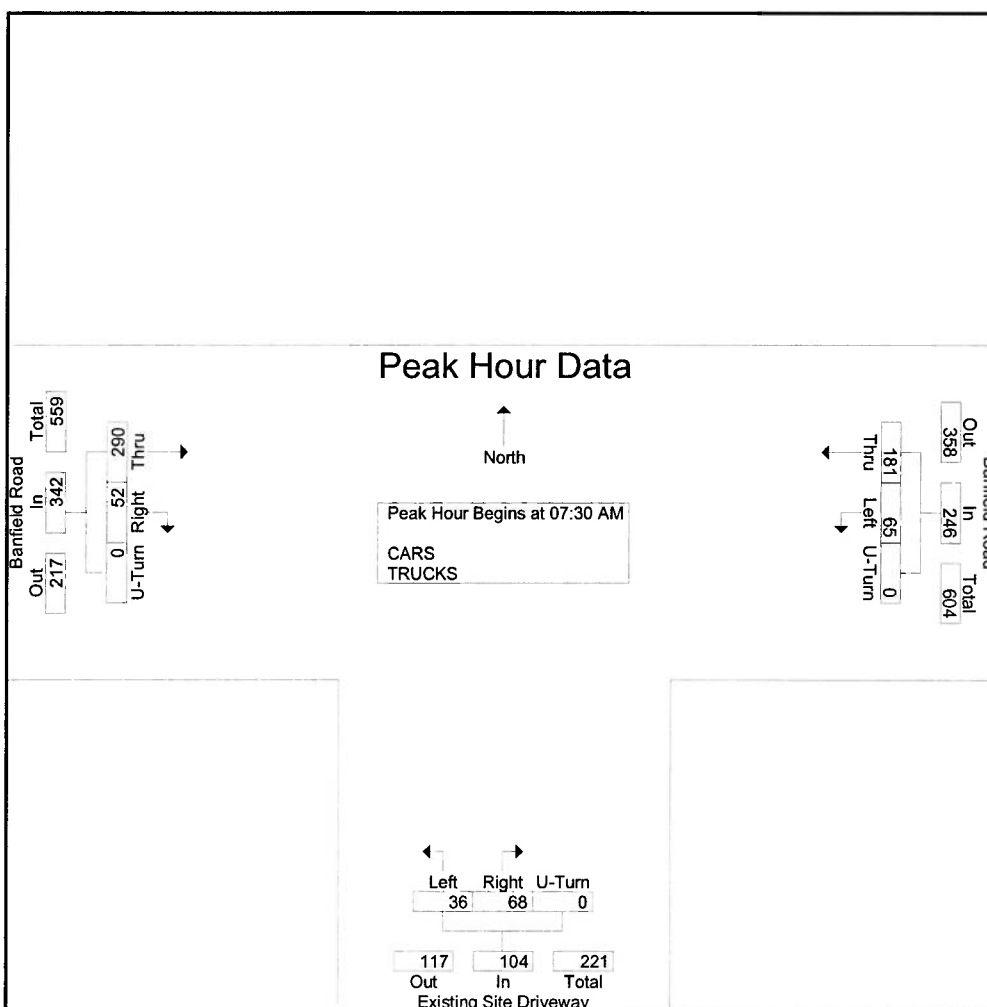 Peak Hour Data
North
Peak Hour Begins at 07:30 AM
CARS
TRUCKS
Banfield Road
Out In Total
217 342 559
U-Turn Right Thru
0 52 290
Out In Total
358 246 604
Thru Left U-Turn
181 65 0
Left Right U-Turn
36 68 0
117 104 221
Out In Total
Existing Site Driveway